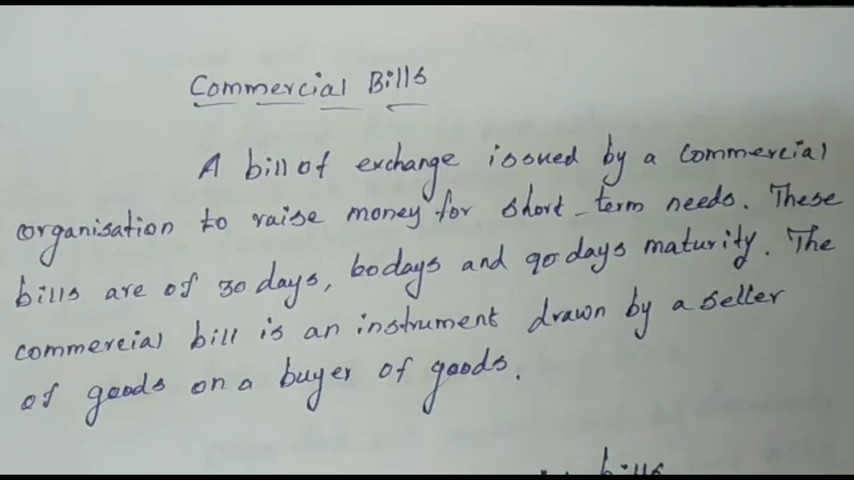 Commercial Bills
A bill of exchange issued by a commercial
organisation to raise money for short-term needs. These
bills are of 30 days, 60 days and 90 days maturity. The
commercial bill is an instrument drawn by a seller
of goods on a buyer of goods.
bills